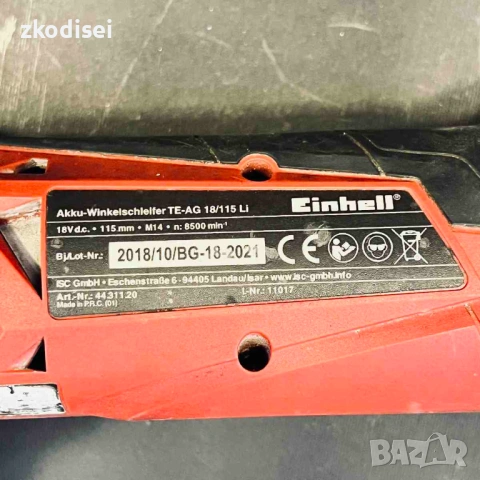 zkodisei
Akku-Winkelschleifer TE-AG 18/115 Li
Einhell®
18V d.c. • 115 mm • M14 • n: 8500 min⁻¹
Bj/Lot-Nr.: 2018/10/BG-18-2021
CE
ISC GmbH • Eschenstraße 6 - 94405 Landau/Isar • www.isc-gmbh.info
Art.-Nr.: 44.311.20 I.-Nr.: 11017
Made in P.R.C. (01)
BAZAR